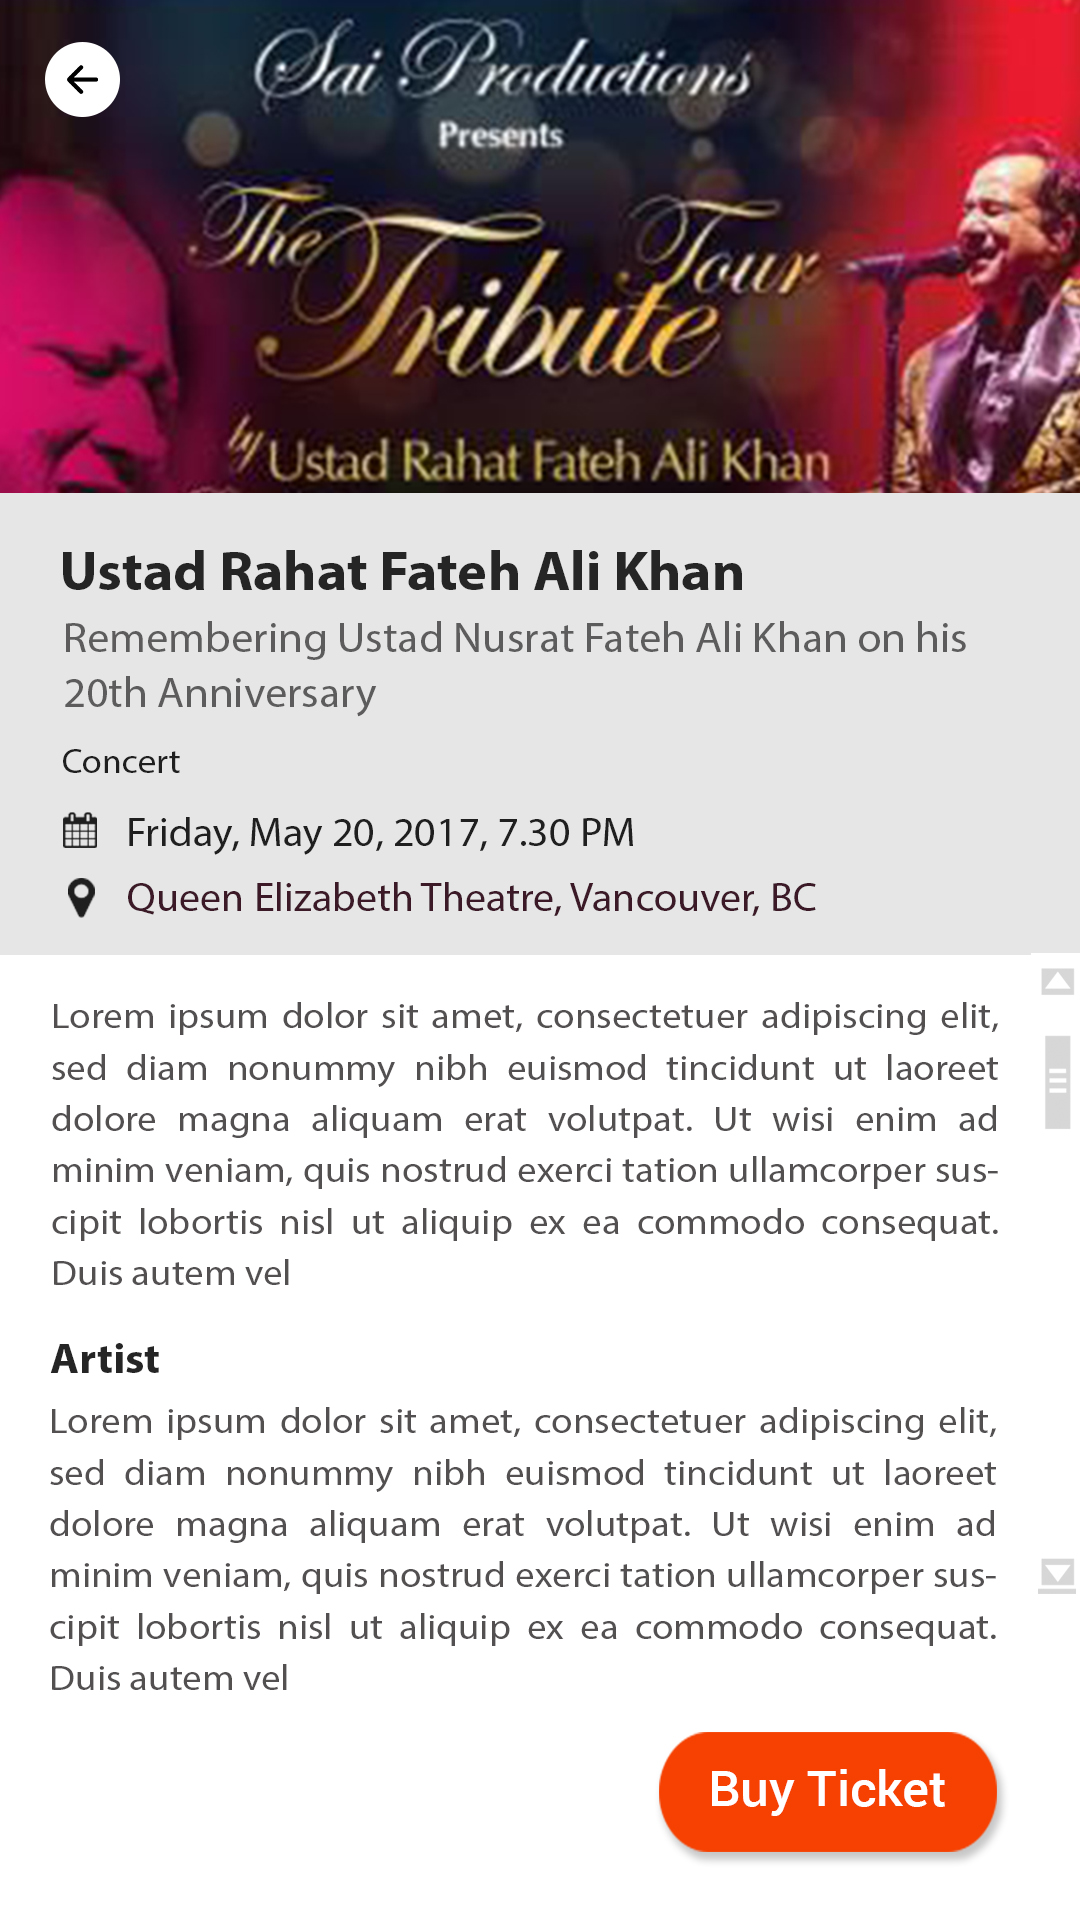 Sai Productions
Presents
The Tribute Tour
by Ustad Rahat Fateh Ali Khan
Ustad Rahat Fateh Ali Khan
Remembering Ustad Nusrat Fateh Ali Khan on his
20th Anniversary
Concert
Friday, May 20, 2017, 7.30 PM
Queen Elizabeth Theatre, Vancouver, BC
Lorem ipsum dolor sit amet, consectetuer adipiscing elit,
sed diam nonummy nibh euismod tincidunt ut laoreet
dolore magna aliquam erat volutpat. Ut wisi enim ad
minim veniam, quis nostrud exerci tation ullamcorper sus-
cipit lobortis nisl ut aliquip ex ea commodo consequat.
Duis autem vel
Artist
Lorem ipsum dolor sit amet, consectetuer adipiscing elit,
sed diam nonummy nibh euismod tincidunt ut laoreet
dolore magna aliquam erat volutpat. Ut wisi enim ad
minim veniam, quis nostrud exerci tation ullamcorper sus-
cipit lobortis nisl ut aliquip ex ea commodo consequat.
Duis autem vel
Buy Ticket